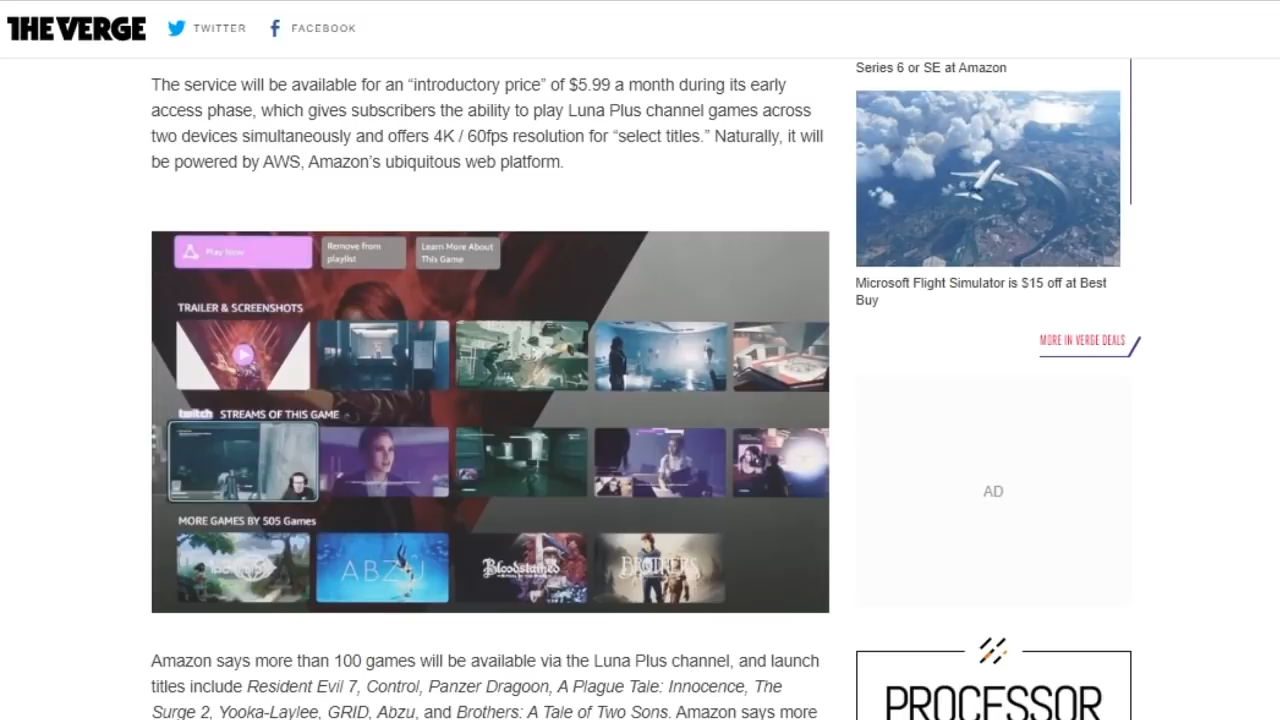 THE VERGE
TWITTER
FACEBOOK
The service will be available for an “introductory price” of $5.99 a month during its early
access phase, which gives subscribers the ability to play Luna Plus channel games across
two devices simultaneously and offers 4K / 60fps resolution for “select titles.” Naturally, it will
be powered by AWS, Amazon’s ubiquitous web platform.
Play Now
Remove from
playlist
Learn More About
This Game
TRAILER & SCREENSHOTS
twitch STREAMS OF THIS GAME
MORE GAMES BY 505 Games
ABZÛ
Bloodstained
BROTHERS
Amazon says more than 100 games will be available via the Luna Plus channel, and launch
titles include Resident Evil 7, Control, Panzer Dragoon, A Plague Tale: Innocence, The
Surge 2, Yooka-Laylee, GRID, Abzu, and Brothers: A Tale of Two Sons. Amazon says more
Series 6 or SE at Amazon
Microsoft Flight Simulator is $15 off at Best
Buy
MORE IN VERGE DEALS
AD
PROCESSOR